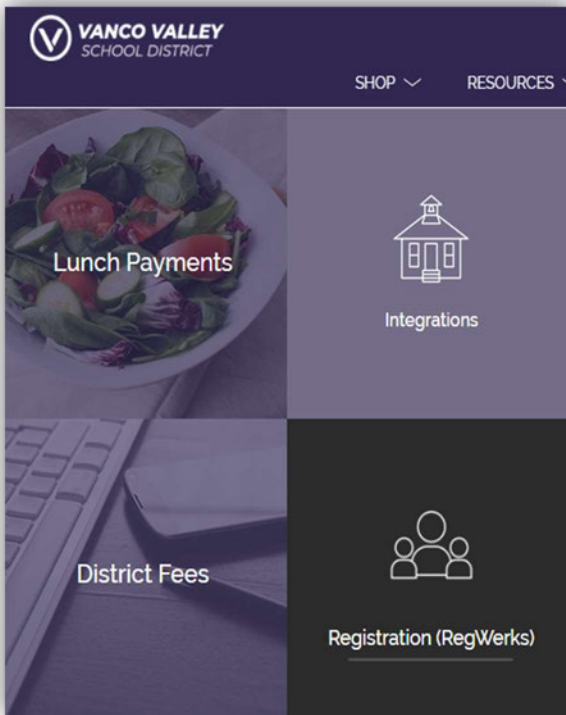 VANCO VALLEY
SCHOOL DISTRICT
SHOP
RESOURCES
Lunch Payments
Integrations
District Fees
Registration (RegWerks)